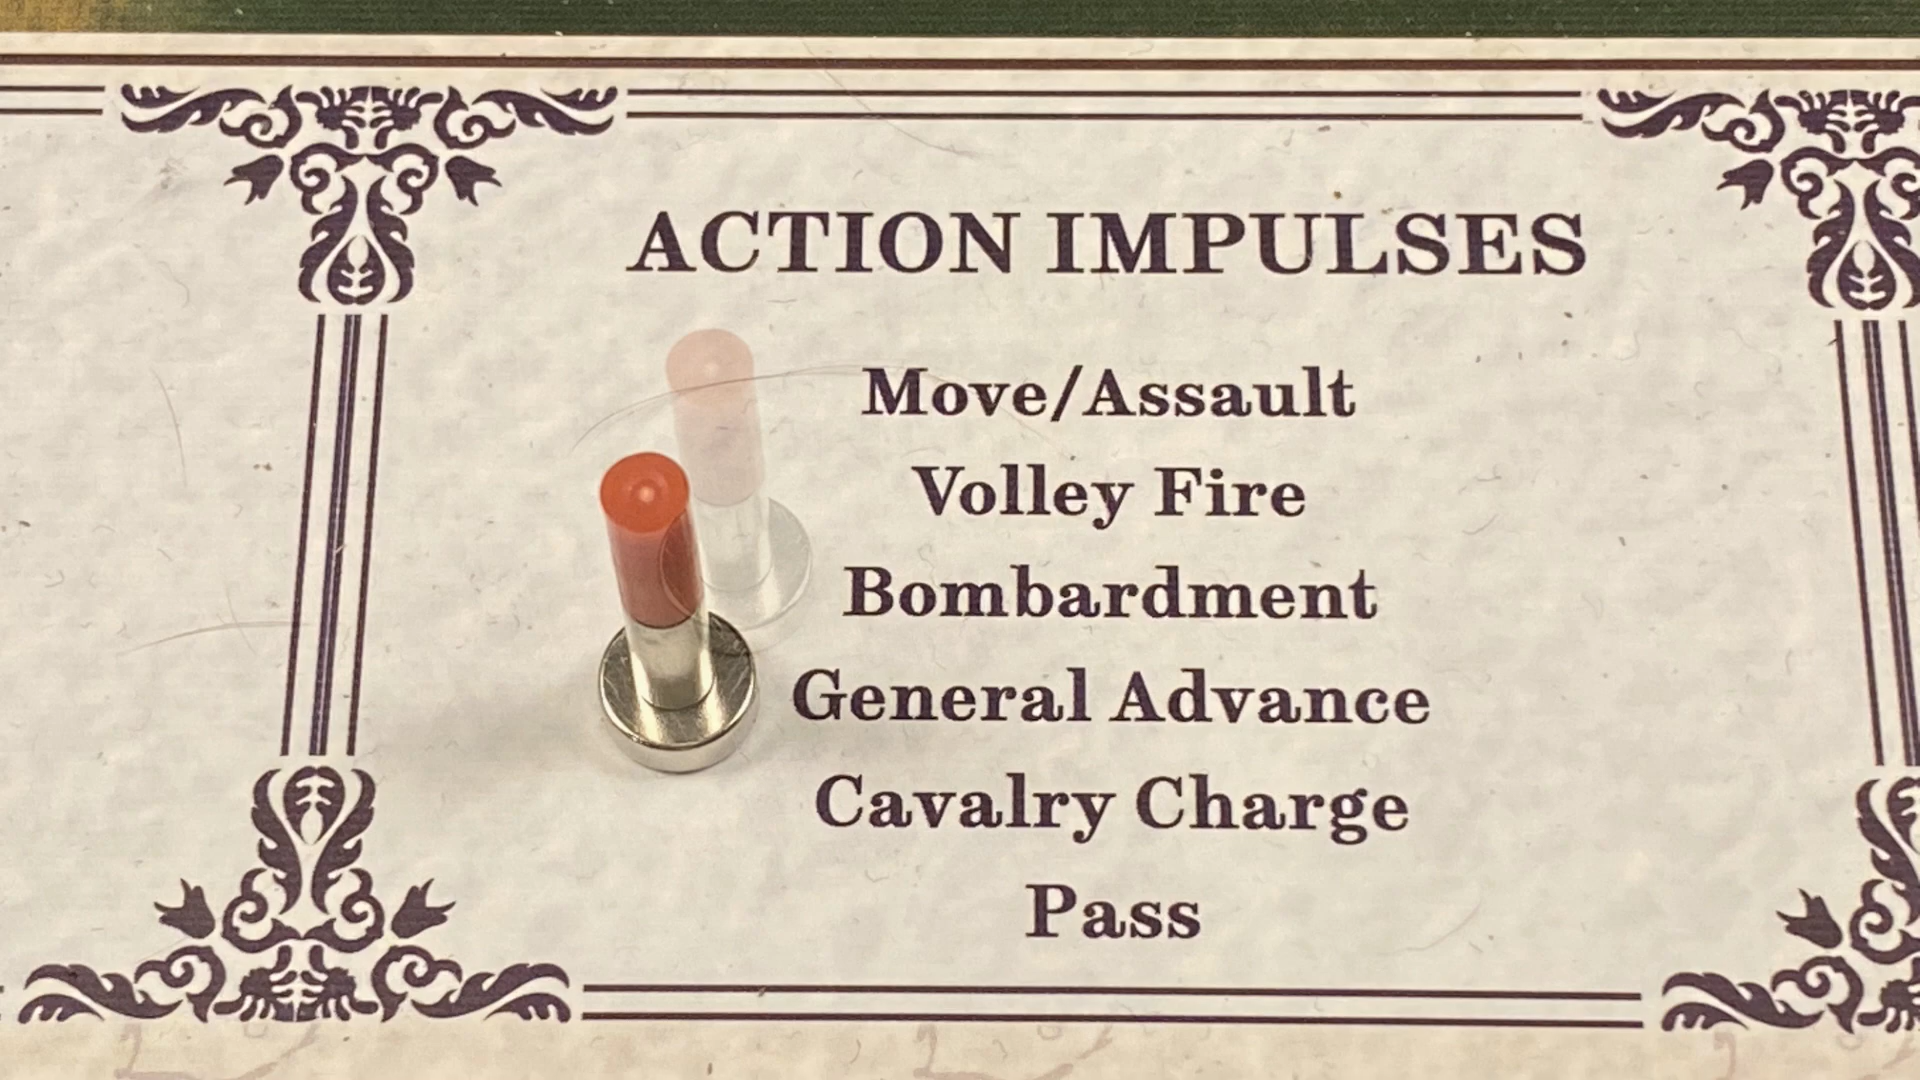 ACTION IMPULSES
Move/Assault
Volley Fire
Bombardment
General Advance
Cavalry Charge
Pass